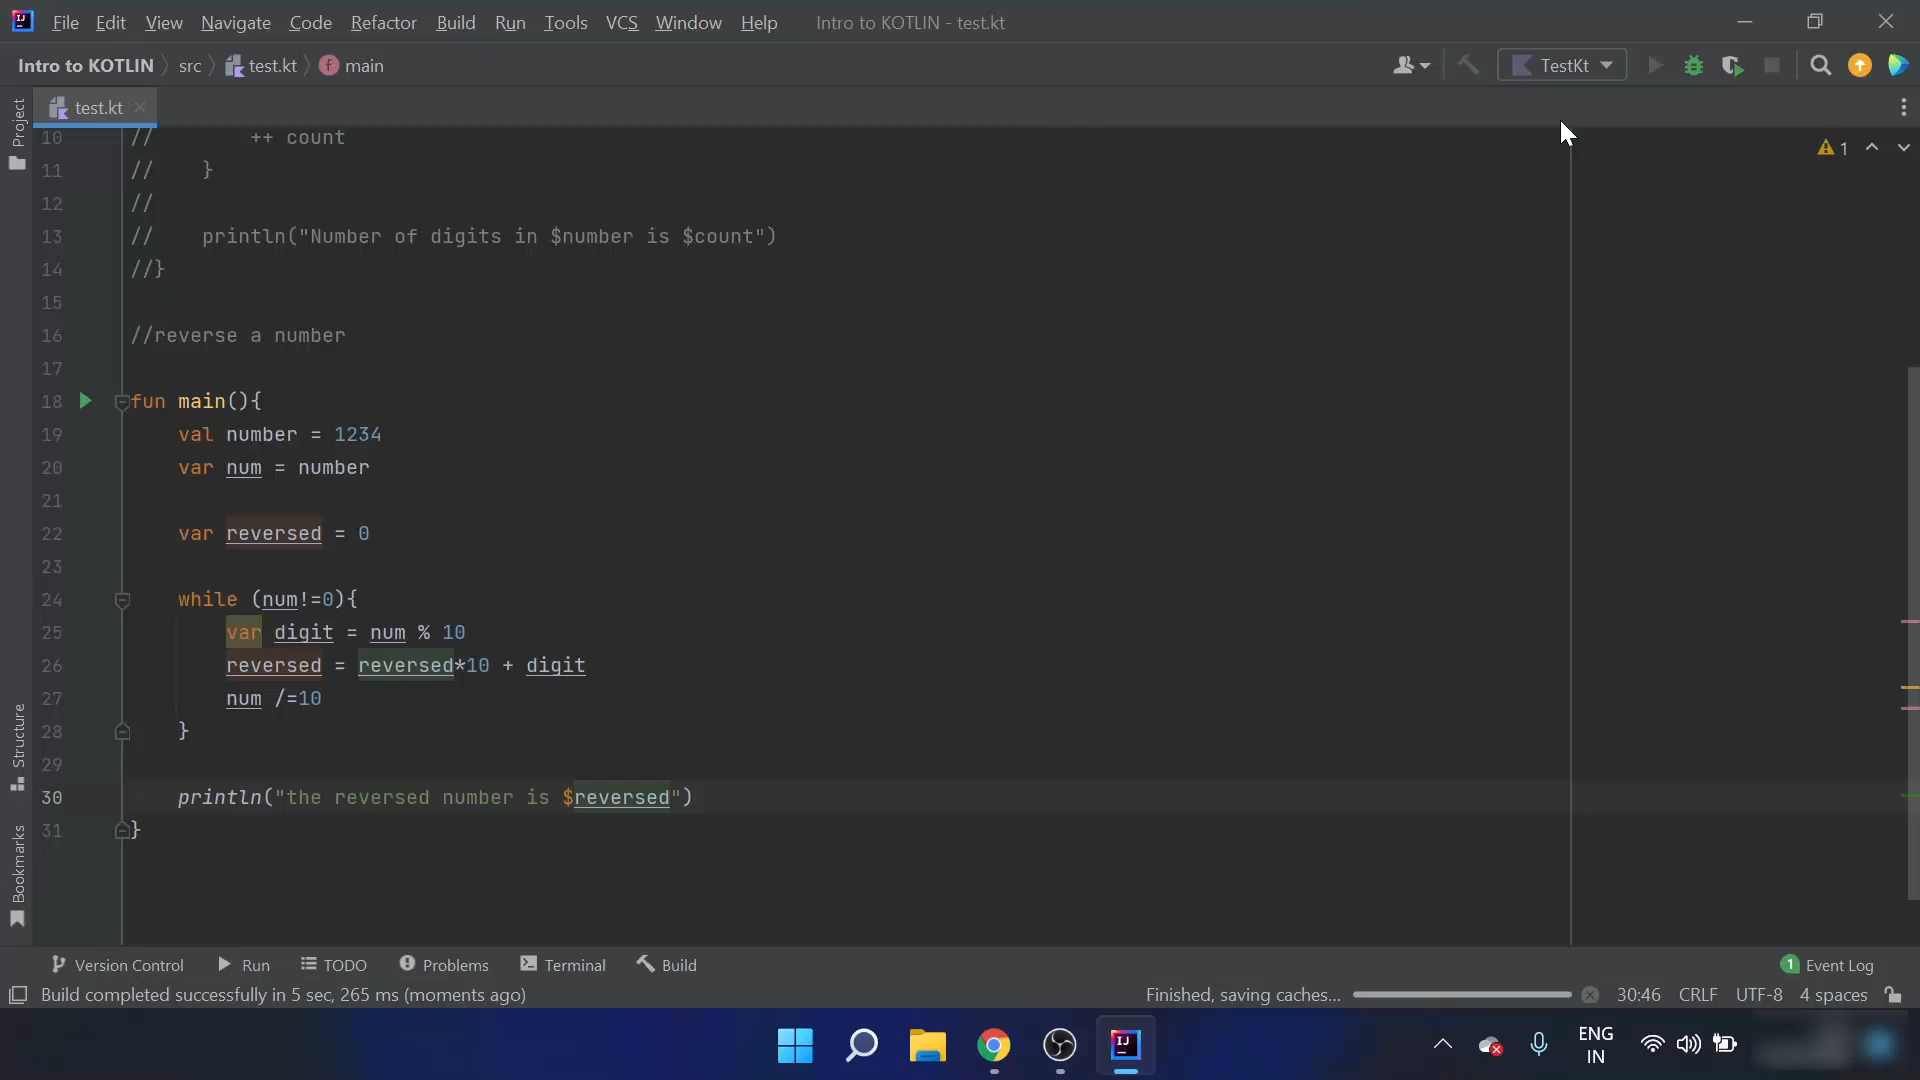 File Edit View Navigate Code Refactor Build Run Tools VCS Window Help Intro to KOTLIN - test.kt
Intro to KOTLIN src test.kt f main TestKt
Project
test.kt
1
10 // ++ count
11 // }
12 //
13 // println("Number of digits in $number is $count")
14 //}
15
16 //reverse a number
17
18 fun main(){
19 val number = 1234
20 var num = number
21
22 var reversed = 0
23
24 while (num!=0){
25 var digit = num % 10
26 reversed = reversed*10 + digit
27 num /=10
28 }
29
30 println("the reversed number is $reversed")
31 }
Structure
Bookmarks
Version Control Run TODO Problems Terminal Build 1 Event Log
Build completed successfully in 5 sec, 265 ms (moments ago) Finished, saving caches... 30:46 CRLF UTF-8 4 spaces
IJ
ENG
IN